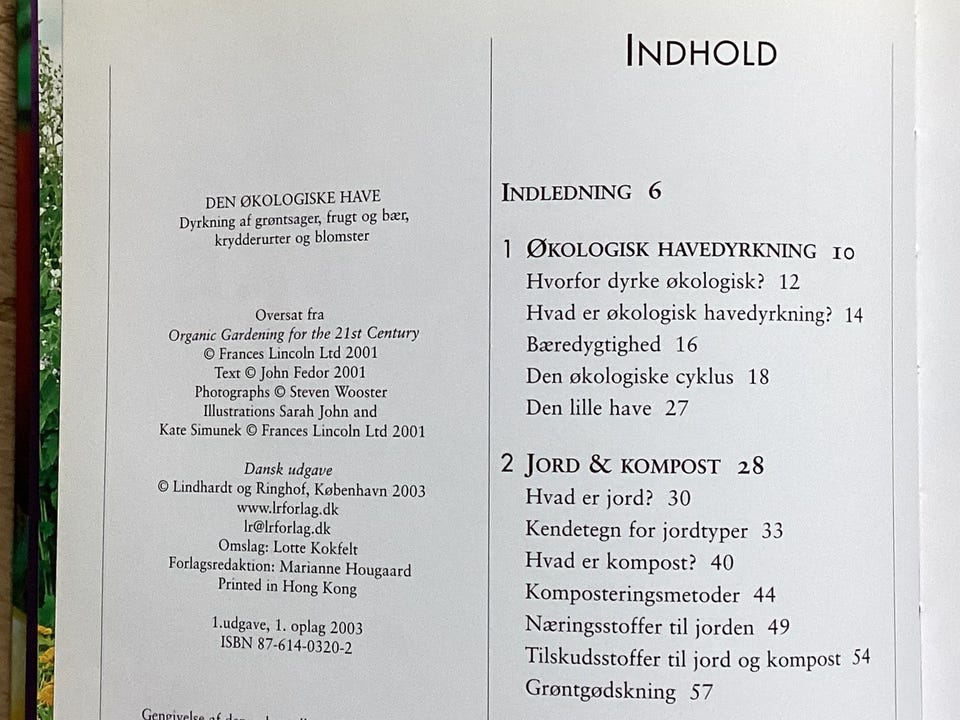 DEN ØKOLOGISKE HAVE
Dyrkning af grøntsager, frugt og bær,
krydderurter og blomster
Oversat fra
Organic Gardening for the 21st Century
© Frances Lincoln Ltd 2001
Text © John Fedor 2001
Photographs © Steven Wooster
Illustrations Sarah John and
Kate Simunek © Frances Lincoln Ltd 2001
Dansk udgave
© Lindhardt og Ringhof, København 2003
www.lrforlag.dk
lr@lrforlag.dk
Omslag: Lotte Kokfelt
Forlagsredaktion: Marianne Hougaard
Printed in Hong Kong
1.udgave, 1. oplag 2003
ISBN 87-614-0320-2
Gengivelse af
INDHOLD
INDLEDNING 6
1 ØKOLOGISK HAVEDYRKNING 10
Hvorfor dyrke økologisk? 12
Hvad er økologisk havedyrkning? 14
Bæredygtighed 16
Den økologiske cyklus 18
Den lille have 27
2 JORD & KOMPOST 28
Hvad er jord? 30
Kendetegn for jordtyper 33
Hvad er kompost? 40
Komposteringsmetoder 44
Næringsstoffer til jorden 49
Tilskudsstoffer til jord og kompost 54
Grøntgødskning 57